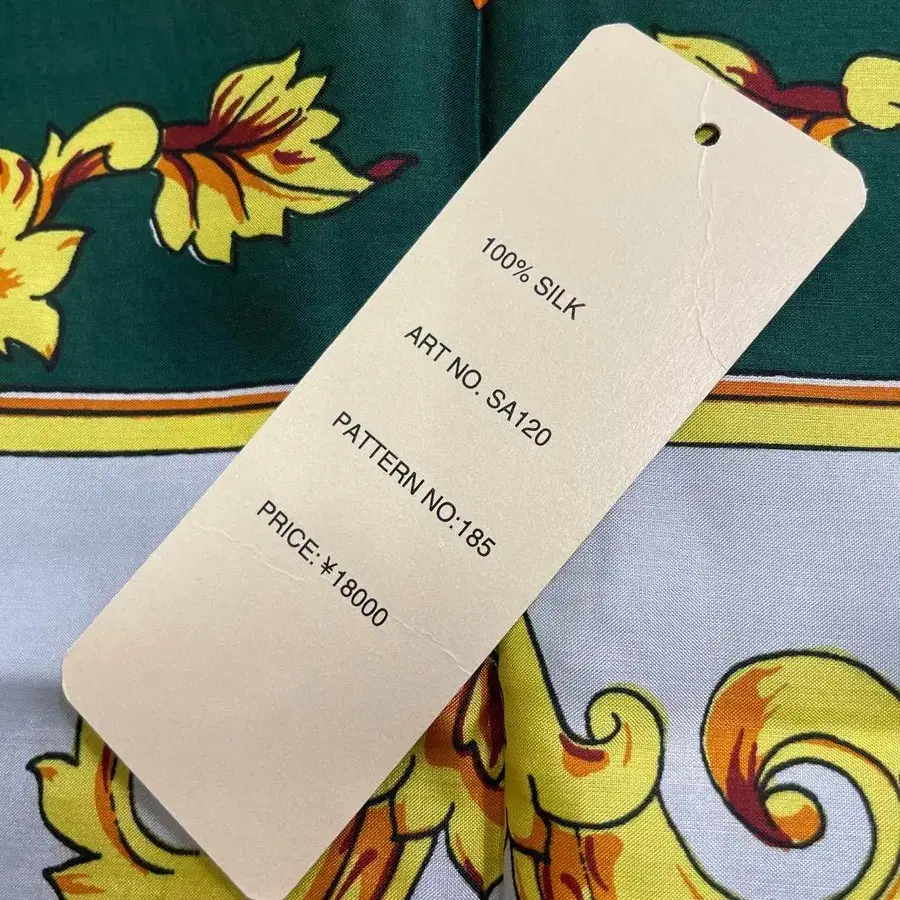 100% SILK
ART NO. SA120
PATTERN NO:185
PRICE:¥18000